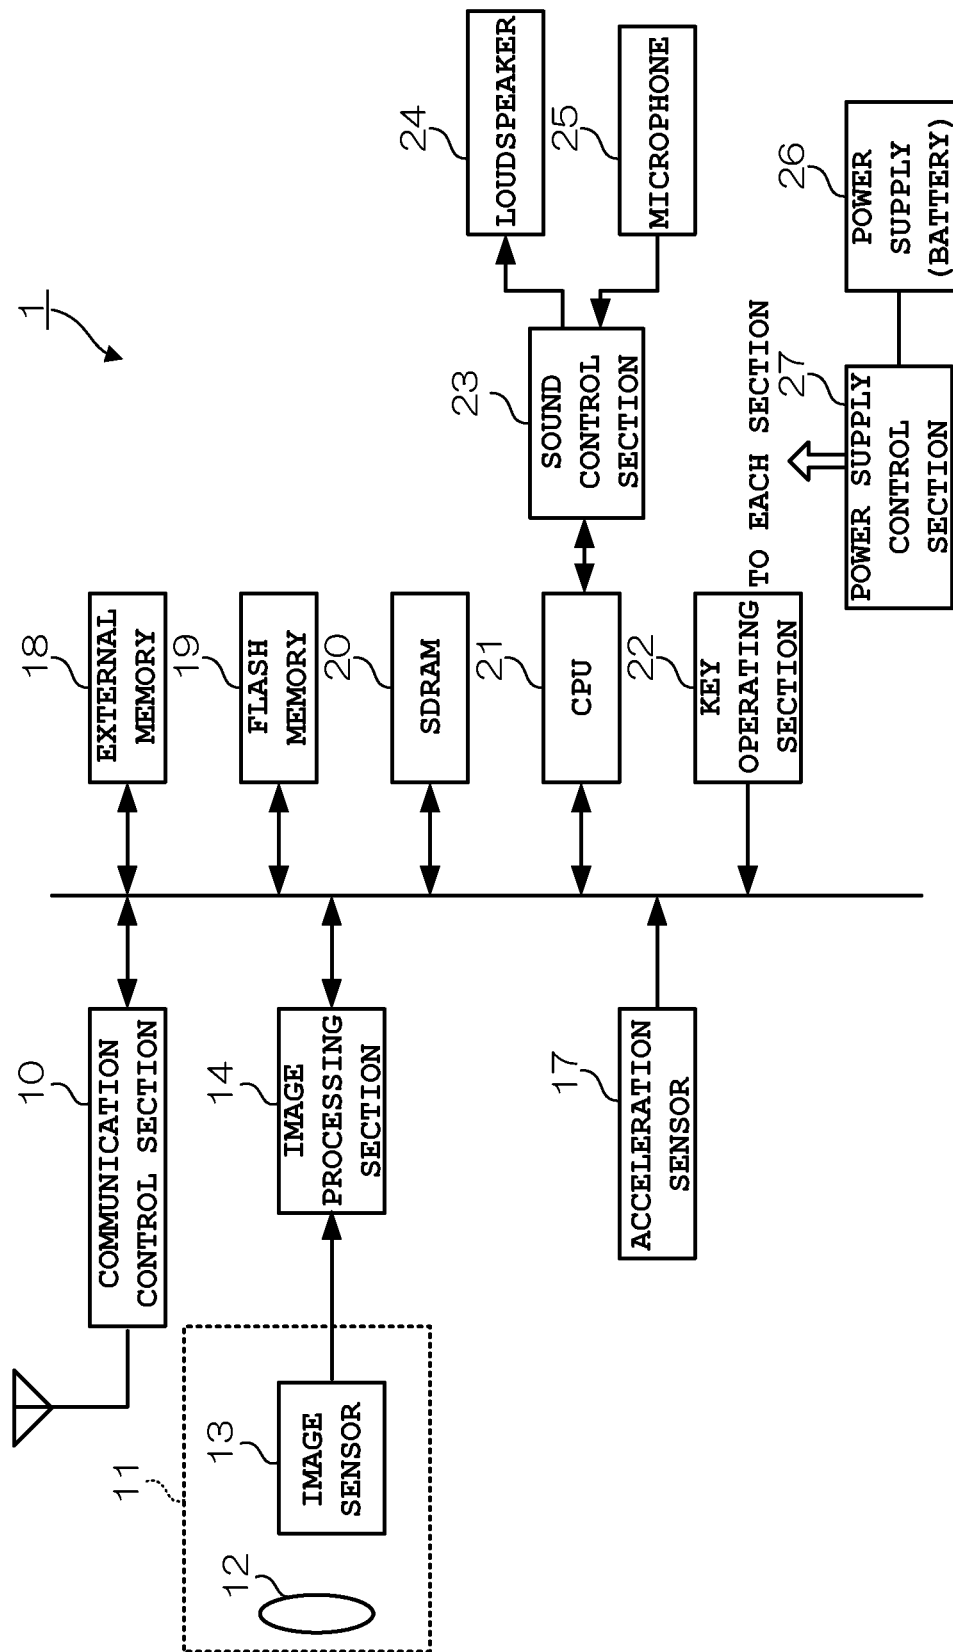 1
10
COMMUNICATION
CONTROL SECTION
11
12
13
IMAGE
SENSOR
14
IMAGE
PROCESSING
SECTION
17
ACCELERATION
SENSOR
18
EXTERNAL
MEMORY
19
FLASH
MEMORY
20
SDRAM
21
CPU
22
KEY
OPERATING
SECTION
23
SOUND
CONTROL
SECTION
24
LOUDSPEAKER
25
MICROPHONE
TO EACH SECTION
27
POWER SUPPLY
CONTROL
SECTION
26
POWER
SUPPLY
(BATTERY)